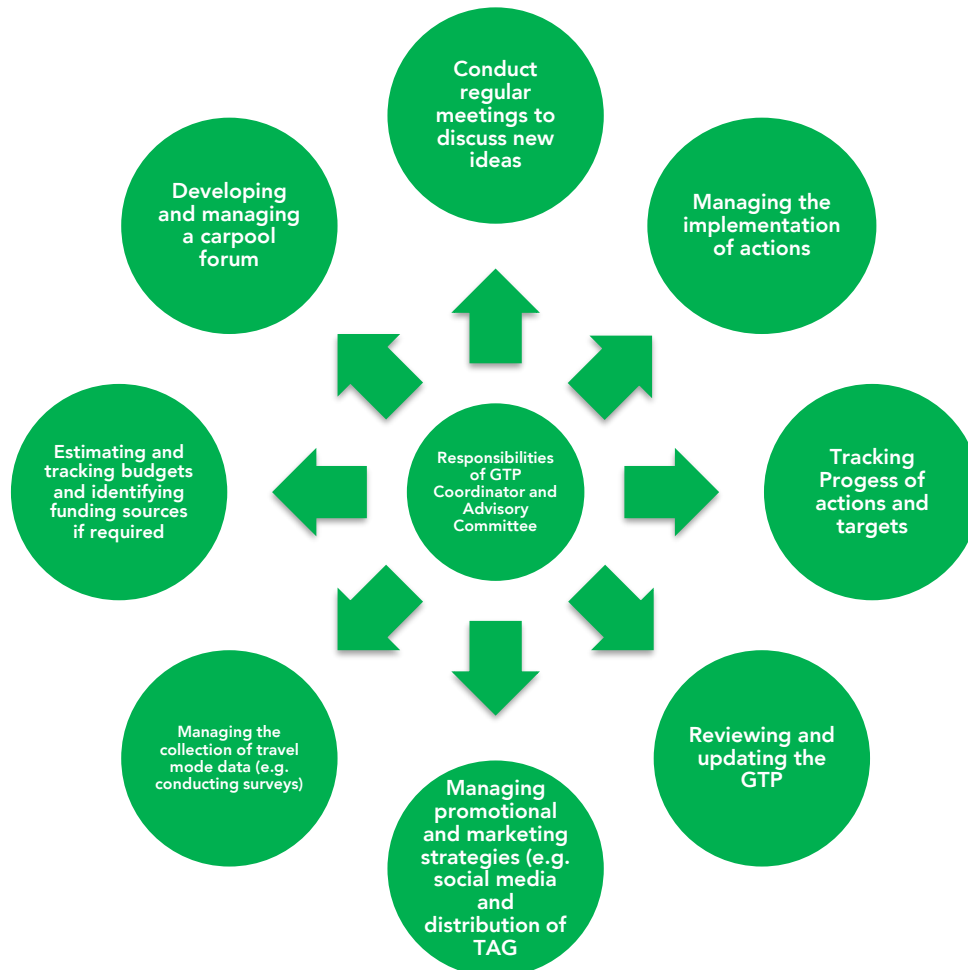 Conduct
regular
meetings to
discuss new
ideas
Managing the
implementation
of actions
Tracking
Progess of
actions and
targets
Reviewing and
updating the
GTP
Managing
promotional
and marketing
strategies (e.g.
social media
and
distribution of
TAG
Managing the
collection of travel
mode data (e.g.
conducting surveys)
Estimating and
tracking budgets
and identifying
funding sources
if required
Developing
and managing
a carpool
forum
Responsibilities
of GTP
Coordinator and
Advisory
Committee